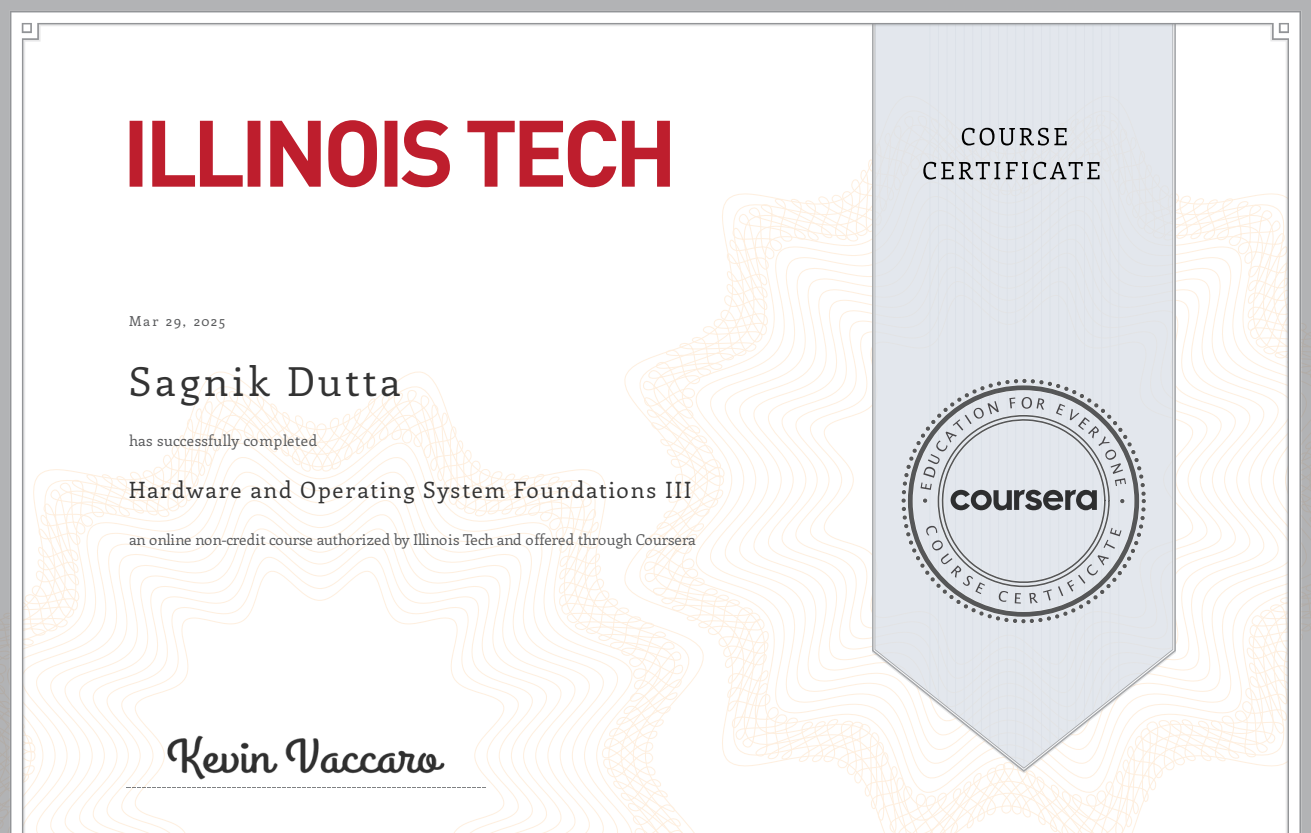 ILLINOIS TECH
COURSE
CERTIFICATE
Mar 29, 2025
Sagnik Dutta
has successfully completed
Hardware and Operating System Foundations III
an online non-credit course authorized by Illinois Tech and offered through Coursera
EDUCATION FOR EVERYONE
coursera
COURSE CERTIFICATE
Kevin Vaccaro